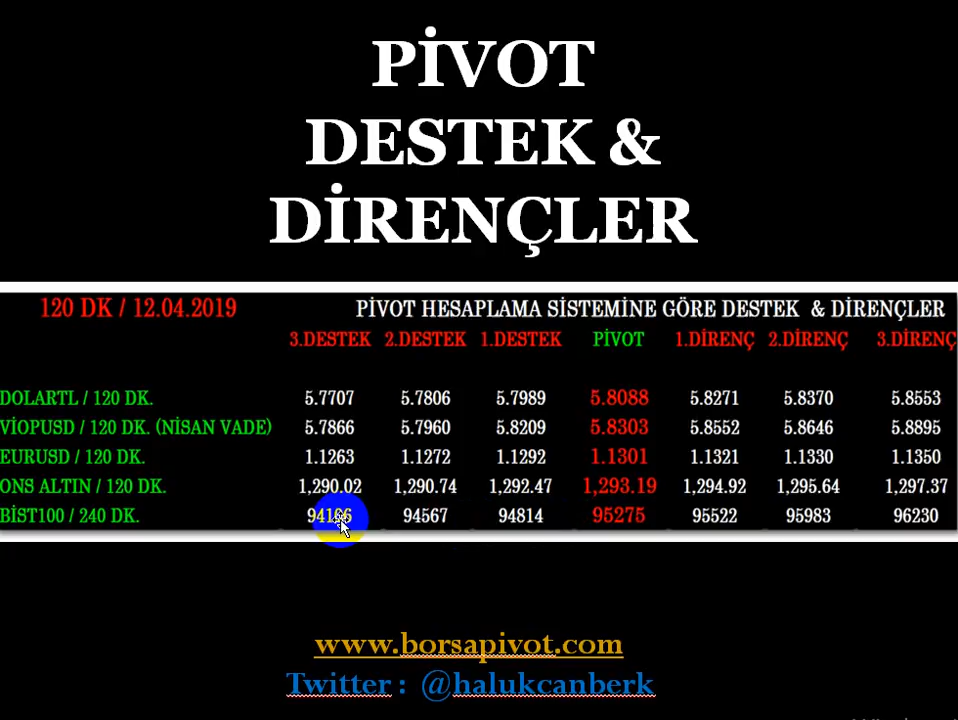 PİVOT
DESTEK &
DİRENÇLER
120 DK / 12.04.2019 PİVOT HESAPLAMA SİSTEMİNE GÖRE DESTEK & DİRENÇLER
3.DESTEK 2.DESTEK 1.DESTEK PİVOT 1.DİRENÇ 2.DİRENÇ 3.DİRENÇ
DOLARTL / 120 DK. 5.7707 5.7806 5.7989 5.8088 5.8271 5.8370 5.8553
VİOPUSD / 120 DK. (NİSAN VADE) 5.7866 5.7960 5.8209 5.8303 5.8552 5.8646 5.8895
EURUSD / 120 DK. 1.1263 1.1272 1.1292 1.1301 1.1321 1.1330 1.1350
ONS ALTIN / 120 DK. 1,290.02 1,290.74 1,292.47 1,293.19 1,294.92 1,295.64 1,297.37
BİST100 / 240 DK. 94567 94814 95275 95522 95983 96230
www.borsapivot.com
Twitter : @halukcanberk